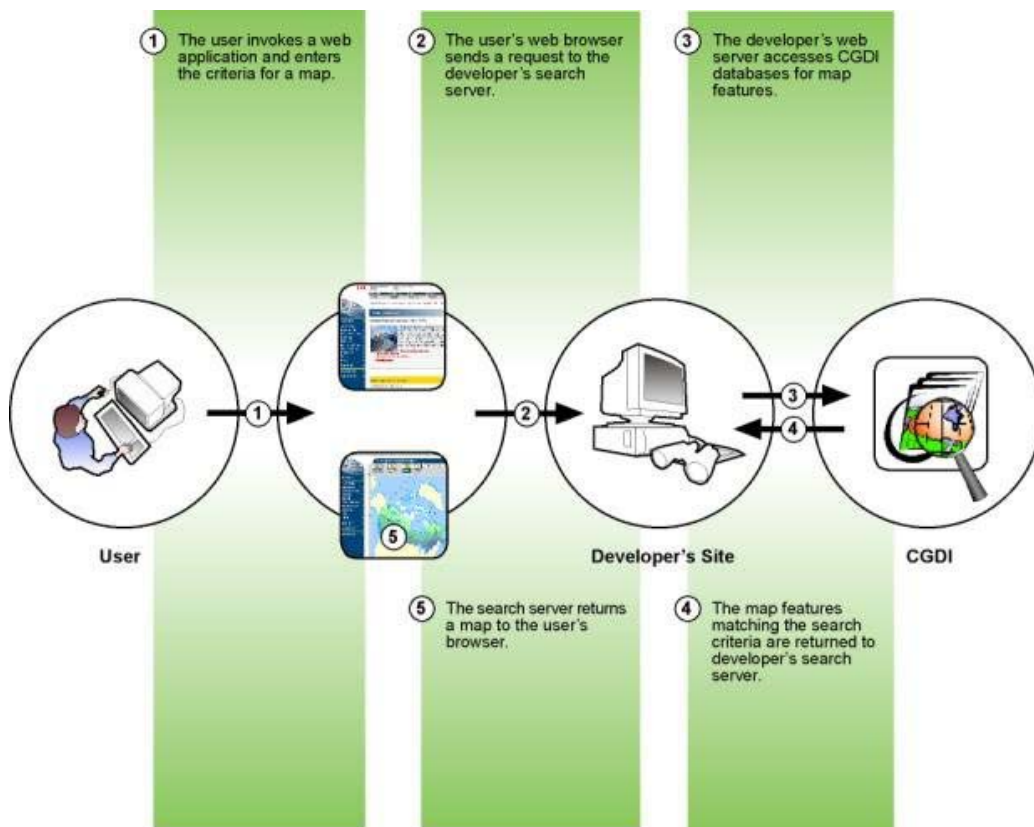 1 The user invokes a web
application and enters
the criteria for a map.
2 The user's web browser
sends a request to the
developer's search
server.
3 The developer's web
server accesses CGDI
databases for map
features.
1
2
3
4
5
User
Developer's Site
CGDI
5 The search server returns
a map to the user's
browser.
4 The map features
matching the search
criteria are returned to
developer's search
server.